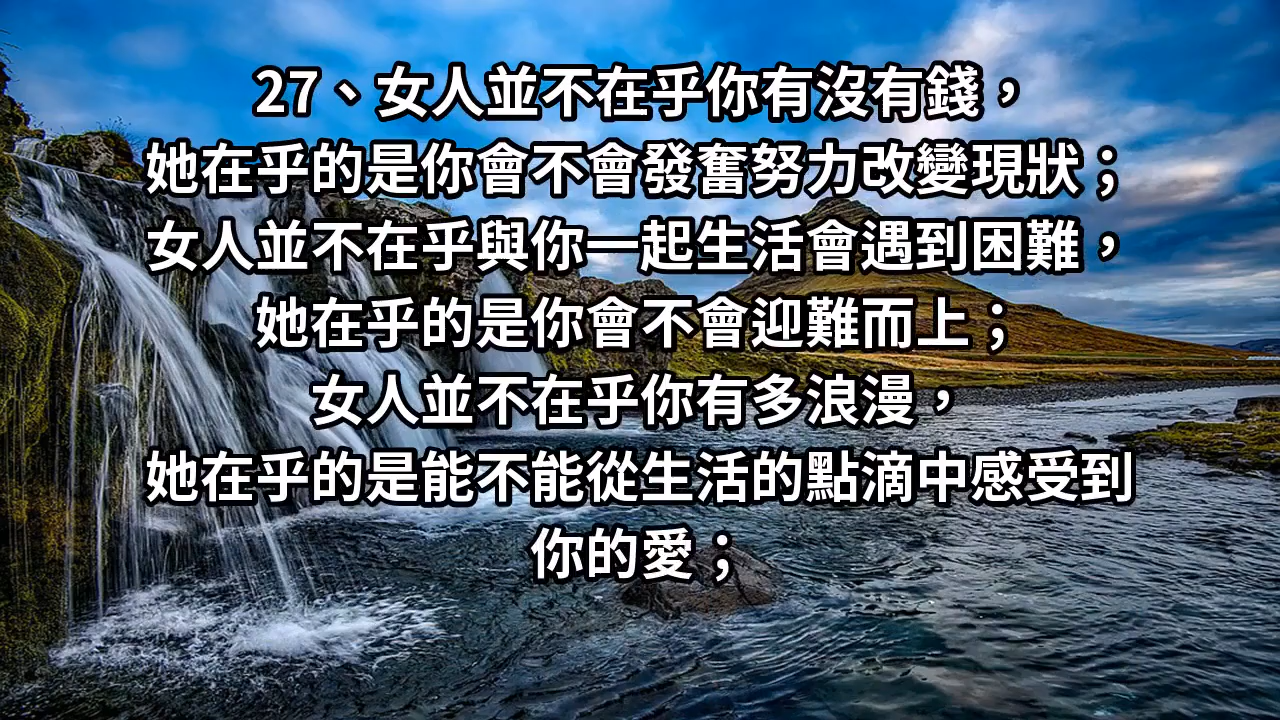 27、女人並不在乎你有沒有錢，
她在乎的是你會不會發奮努力改變現狀；
女人並不在乎與你一起生活會遇到困難，
她在乎的是你會不會迎難而上；
女人並不在乎你有多浪漫，
她在乎的是能不能從生活的點滴中感受到
你的愛；